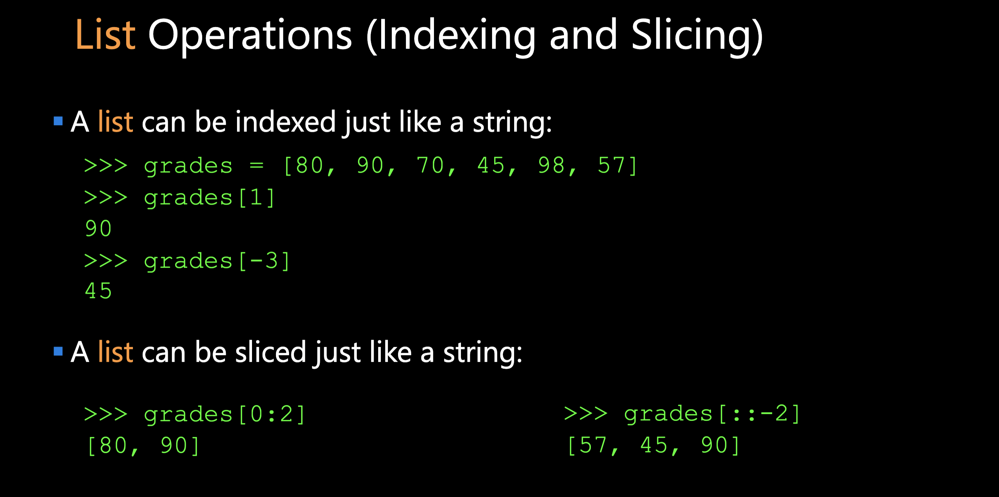 List Operations (Indexing and Slicing)
A list can be indexed just like a string:
>>> grades = [80, 90, 70, 45, 98, 57]
>>> grades[1]
90
>>> grades[-3]
45
A list can be sliced just like a string:
>>> grades[0:2]
[80, 90]
>>> grades[::-2]
[57, 45, 90]